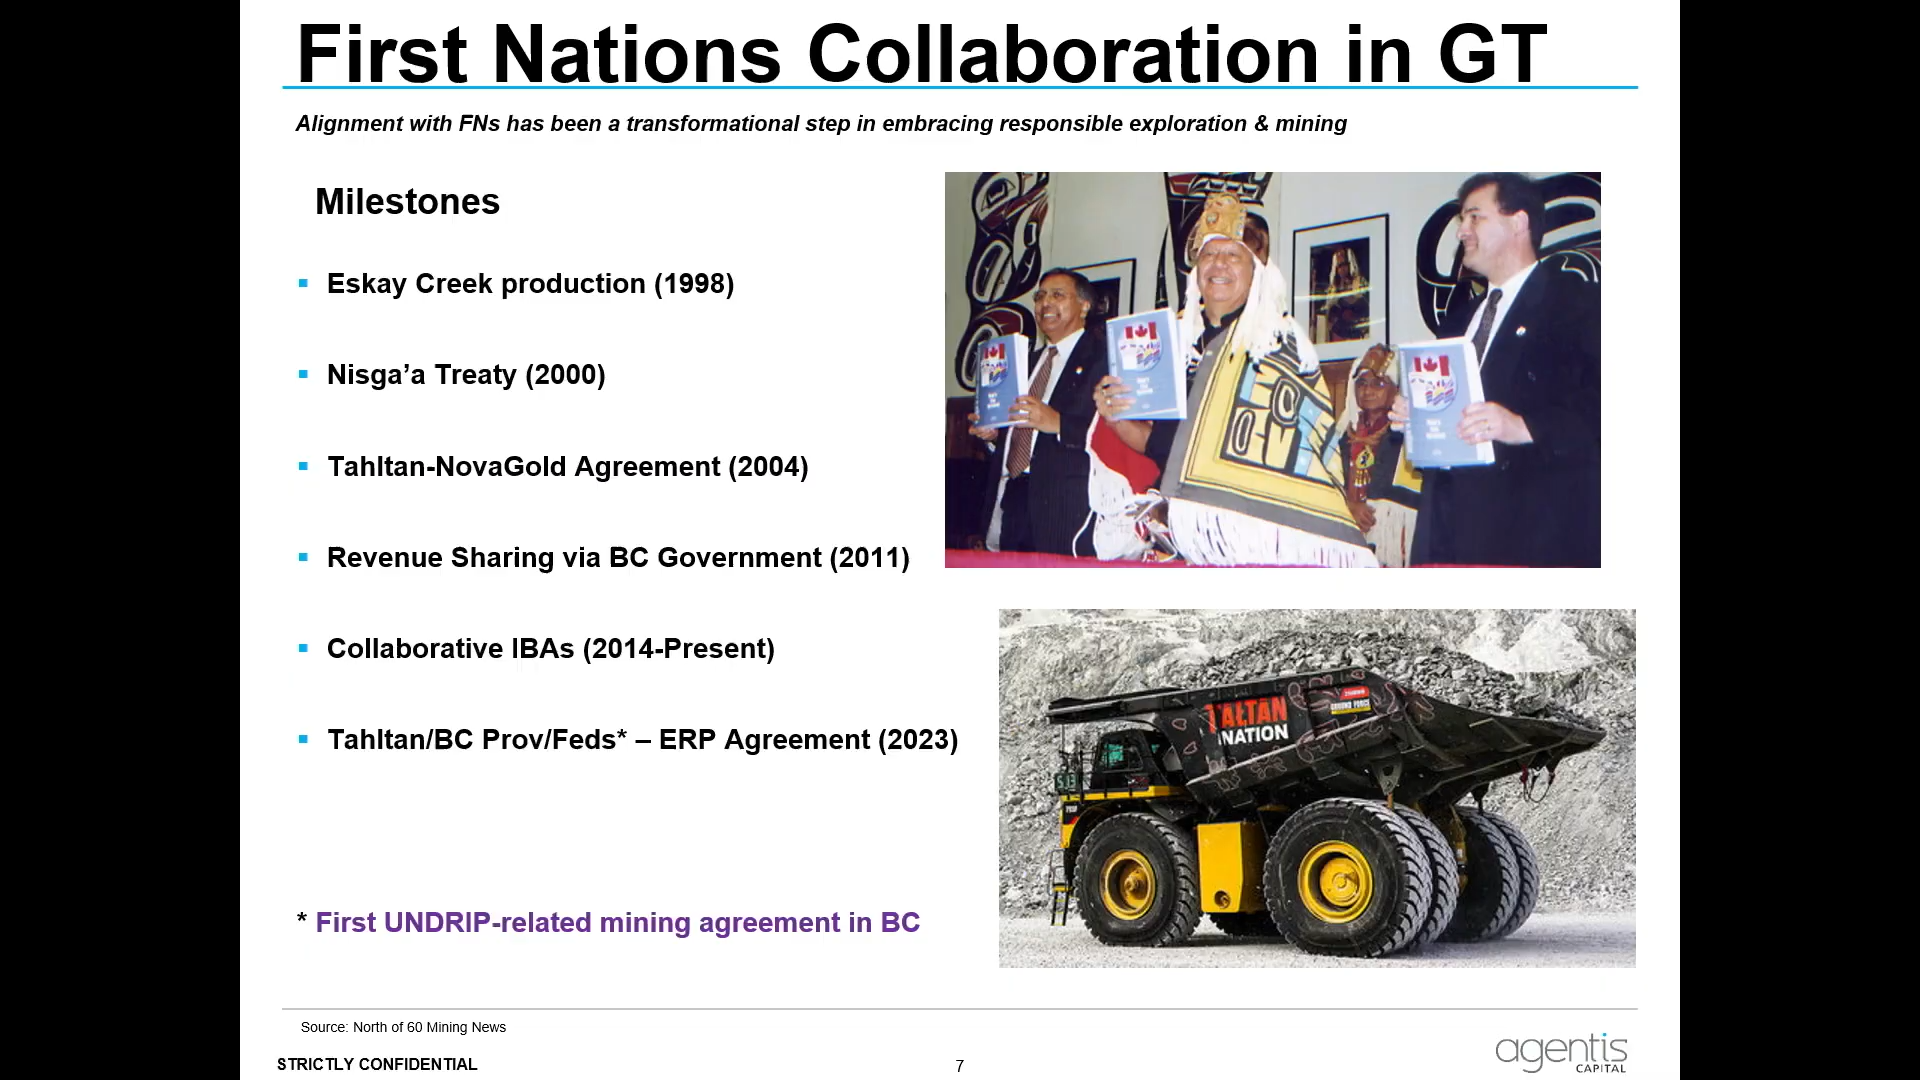 First Nations Collaboration in GT
Alignment with FNs has been a transformational step in embracing responsible exploration & mining
Milestones
▪ Eskay Creek production (1998)
▪ Nisga’a Treaty (2000)
▪ Tahltan-NovaGold Agreement (2004)
▪ Revenue Sharing via BC Government (2011)
▪ Collaborative IBAs (2014-Present)
▪ Tahltan/BC Prov/Feds* – ERP Agreement (2023)
* First UNDRIP-related mining agreement in BC
TAŁTAN
NATION
GROUND FORCE
Source: North of 60 Mining News
STRICTLY CONFIDENTIAL
7
agentis
CAPITAL